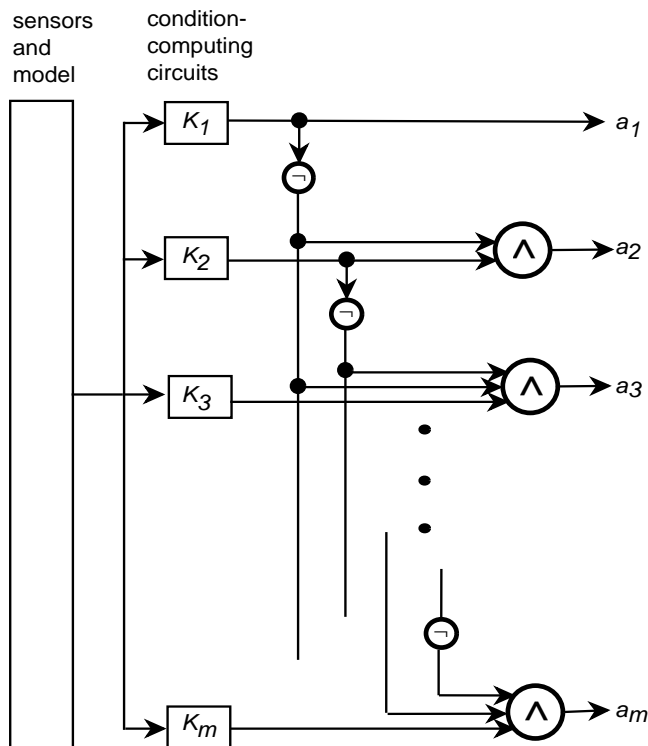 sensors
and
model
condition-
computing
circuits
K1
a1
¬
K2
∧
a2
¬
K3
∧
a3
¬
Km
∧
am